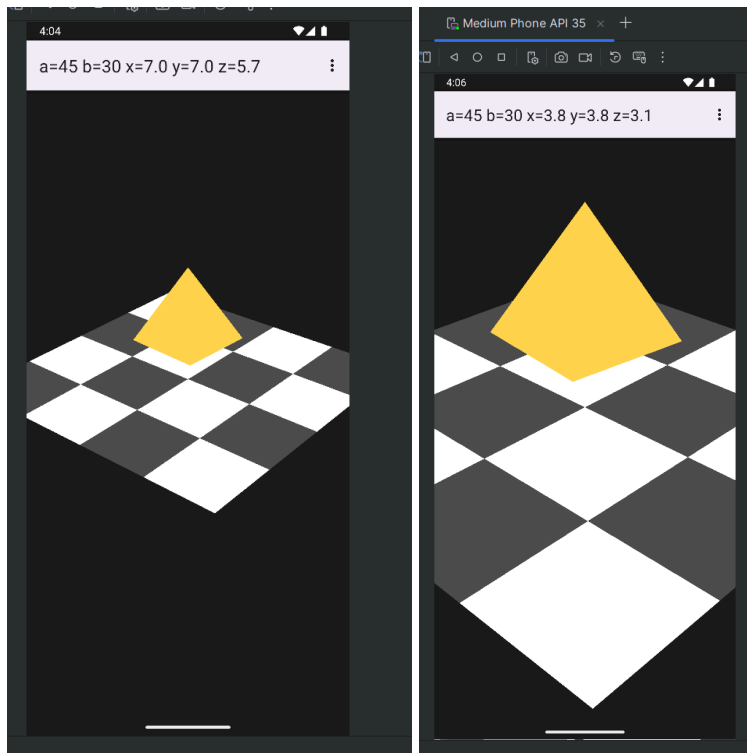 4:04
a=45 b=30 x=7.0 y=7.0 z=5.7
Medium Phone API 35
4:06
a=45 b=30 x=3.8 y=3.8 z=3.1